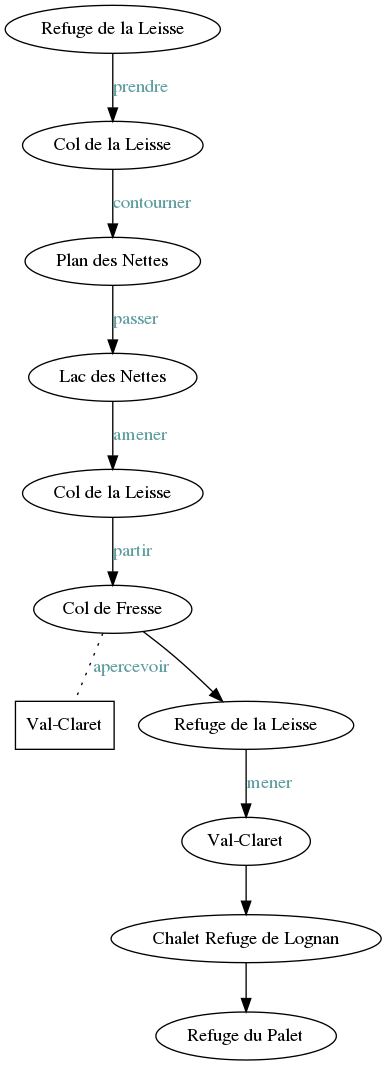 Refuge de la Leisse
prendre
Col de la Leisse
contourner
Plan des Nettes
passer
Lac des Nettes
amener
Col de la Leisse
partir
Col de Fresse
apercevoir
Val-Claret
Refuge de la Leisse
mener
Val-Claret
Chalet Refuge de Lognan
Refuge du Palet